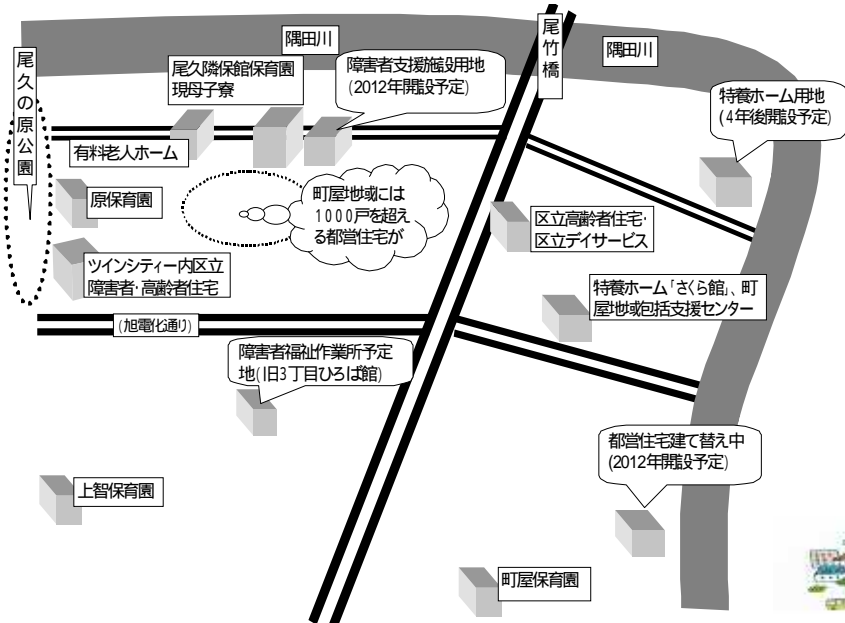 隅田川
尾竹橋
隅田川
尾久の原公園
尾久隣保館保育園
現母子寮
障害者支援施設用地
(2012年開設予定)
特養ホーム用地
(4年後開設予定)
有料老人ホーム
原保育園
町屋地域には
1000戸を超え
る都営住宅が
区立高齢者住宅・
区立デイサービス
ツインシティー内区立
障害者・高齢者住宅
特養ホーム「さくら館」、町
屋地域包括支援センター
(旭電化通り)
障害者福祉作業所予定
地(旧3丁目ひろば館)
都営住宅建て替え中
(2012年開設予定)
上智保育園
町屋保育園